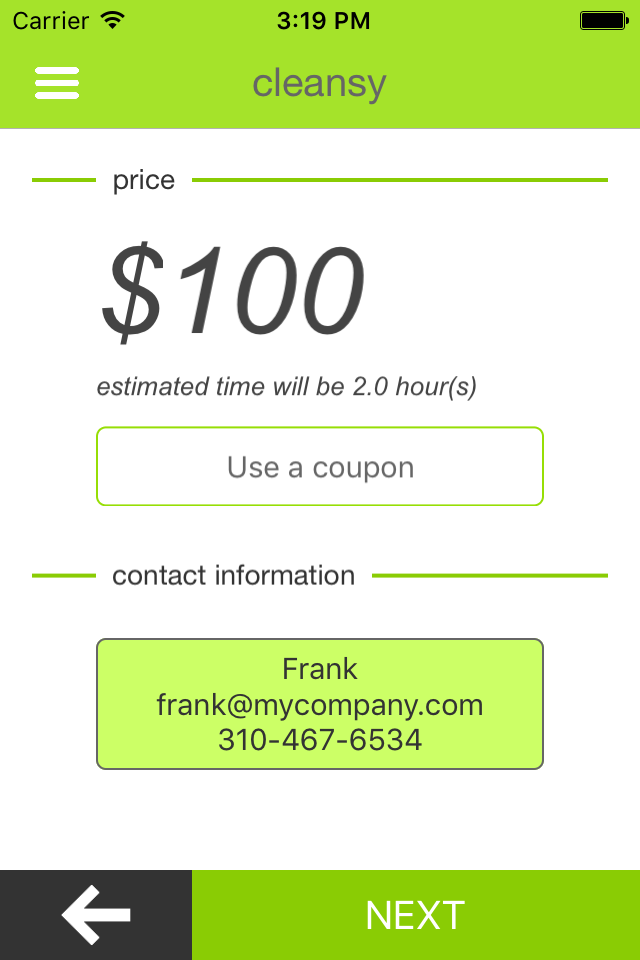 Carrier 3:19 PM
cleansy
price
$100
estimated time will be 2.0 hour(s)
Use a coupon
contact information
Frank
frank@mycompany.com
310-467-6534
NEXT